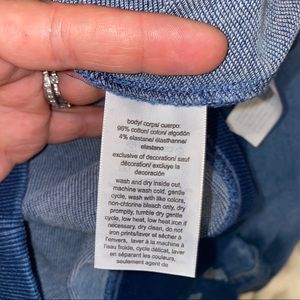 body/ corps/ cuerpo:
96% cotton/ coton/ algodón
4% elastane/ élasthanne/
elastano
exclusive of decoration/ sauf
décoration/ excluye la
decoración
wash and dry inside out,
machine wash cold, gentle
cycle, wash with like colors,
non-chlorine bleach only, dry
promptly, tumble dry gentle
cycle, low heat, low heat iron if
necessary, dry clean, do not
iron prints/laver et sécher à
l'envers, laver à la machine à
l'eau froide, cycle délicat, laver
en séparant les couleurs,
seulement agent de